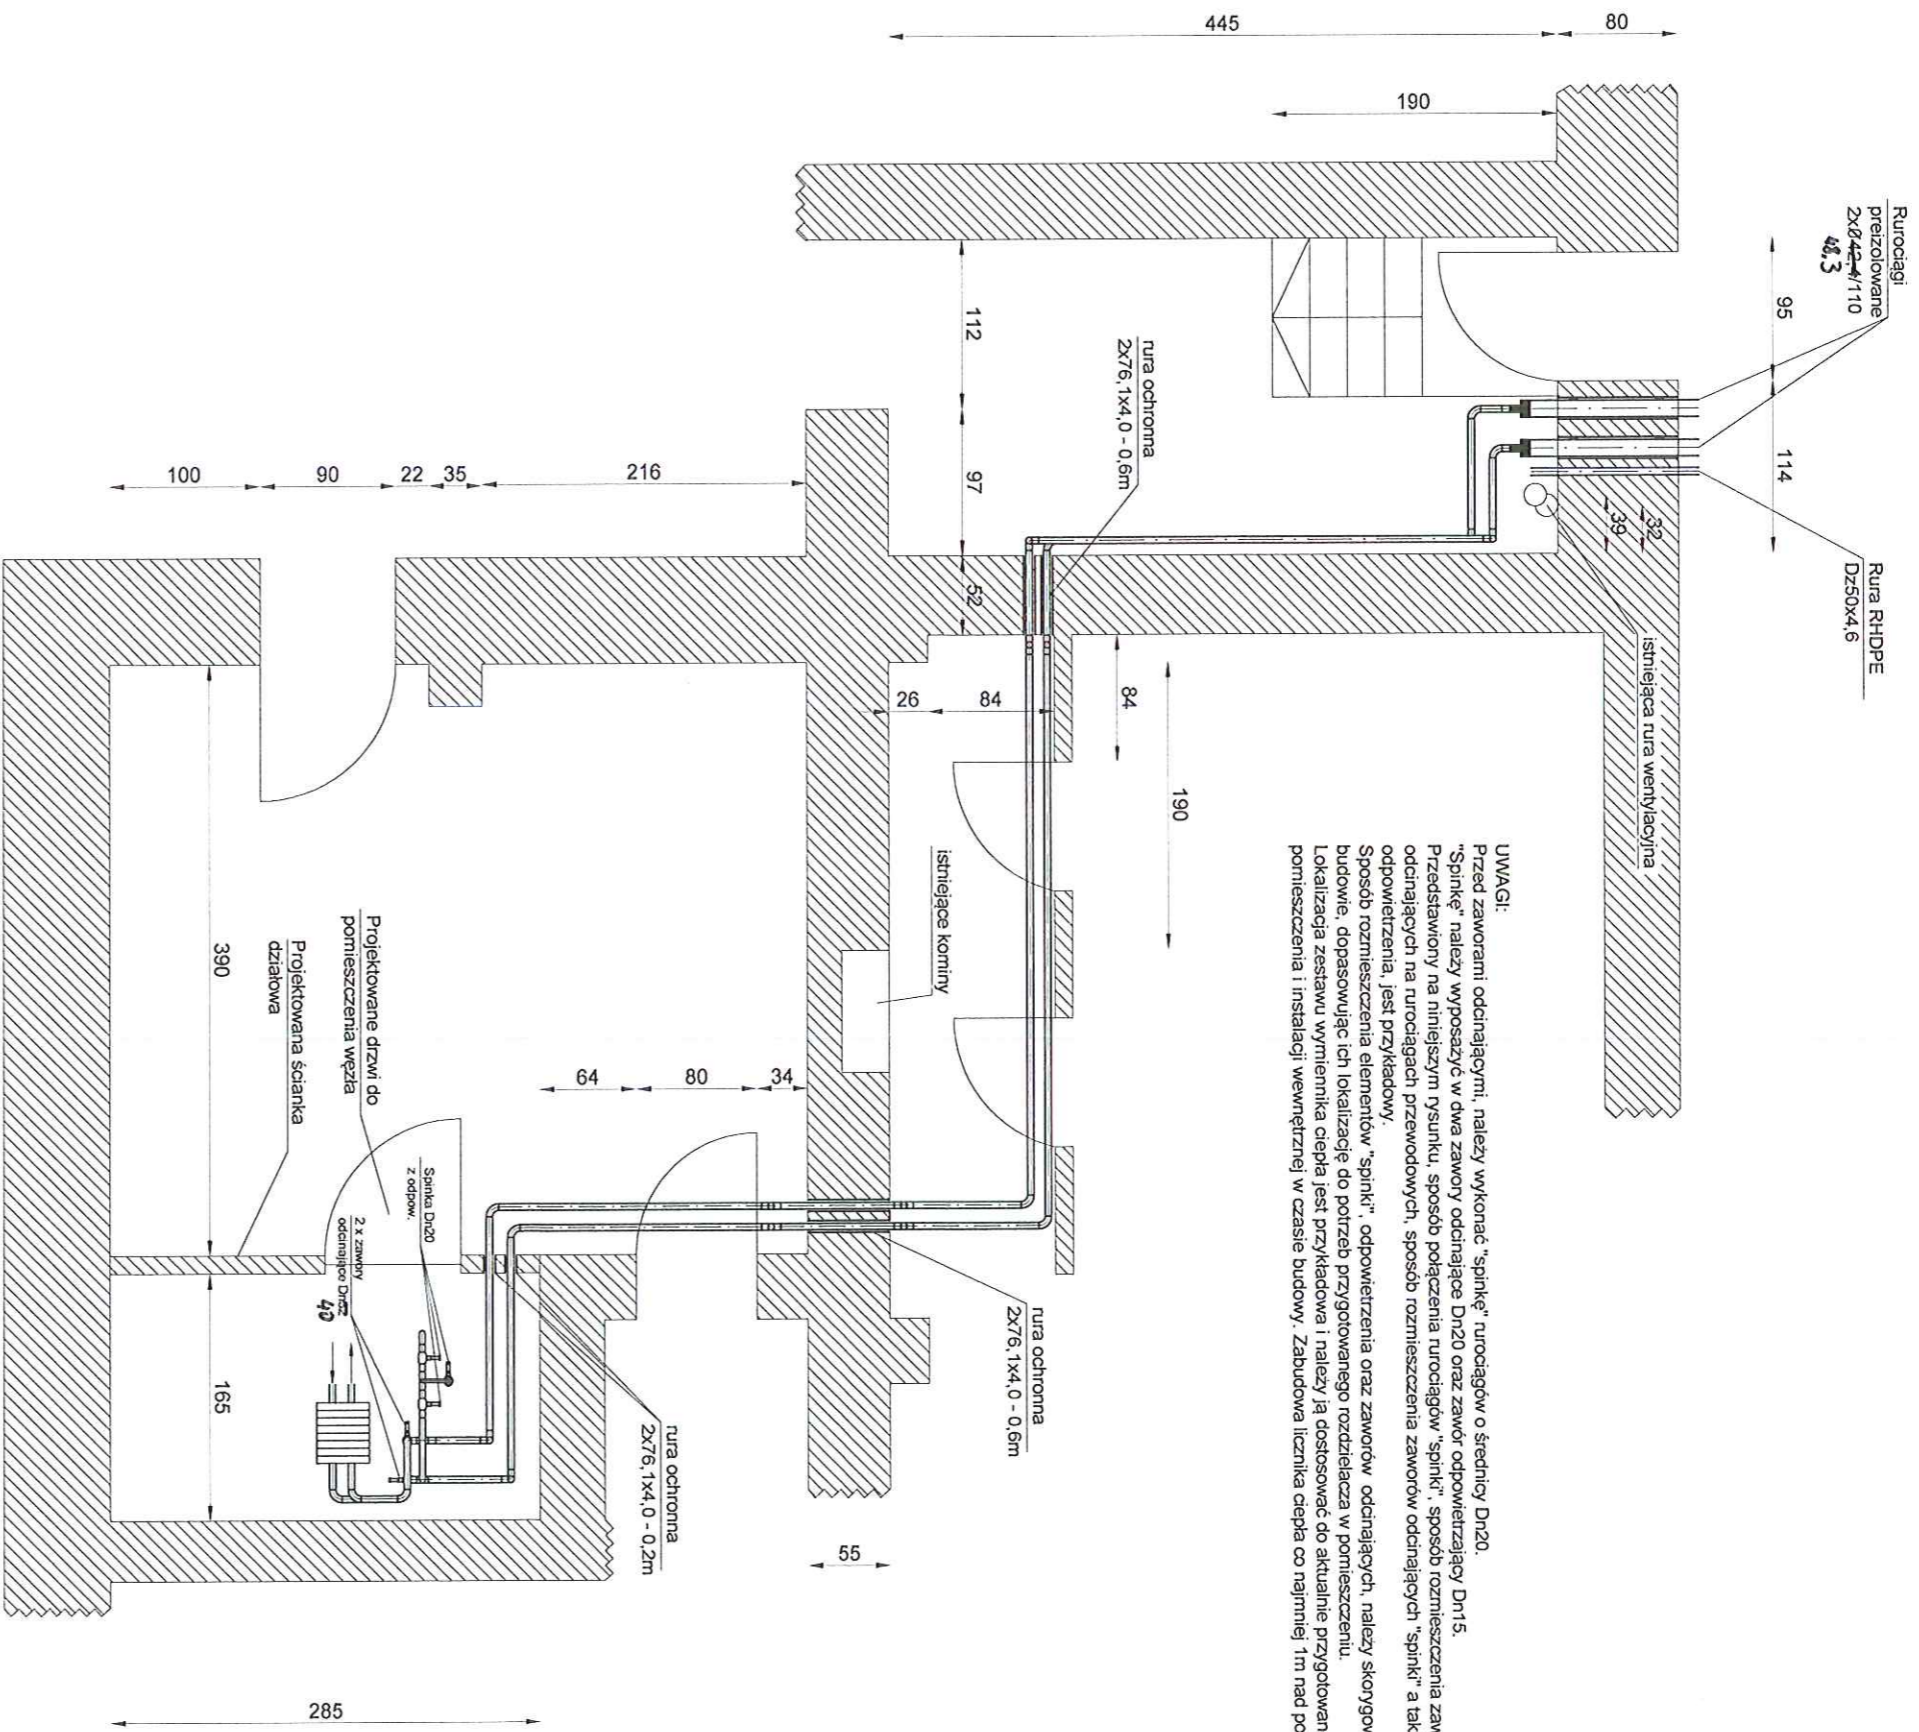 445
80
190
Rurociągi
preizolowane
2xØ42,4/110
48.3
95
114
32
39
Rura RHDPE
Dz50x4,6
istniejąca rura wentylacyjna
rura ochronna
2x76,1x4,0 - 0,6m
112
97
52
84
190
26
84
100
90
22
35
216
UWAGI:
Przed zaworami odcinającymi, należy wykonać "spinkę" rurociągów o średnicy Dn20.
"Spinkę" należy wyposażyć w dwa zawory odcinające Dn20 oraz zawór odpowietrzający Dn15.
Przedstawiony na niniejszym rysunku, sposób połączenia rurociągów "spinki", sposób rozmieszczenia
odcinających na rurociągach przewodowych, sposób rozmieszczenia zaworów odcinających "spinki" a
odpowietrzenia, jest przykładowy.
Sposób rozmieszczenia elementów "spinki", odpowietrzenia oraz zaworów odcinających, należy
budowie, dopasowując ich lokalizację do potrzeb przygotowanego rozdzielacza w pomieszczeniu.
Lokalizacja zestawu wymiennika ciepła jest przykładowa i należy ją dostosować do aktualnie
pomieszczenia i instalacji wewnętrznej w czasie budowy. Zabudowa licznika ciepła co najmniej 1m nad
istniejące kominy
64
80
34
390
Projektowane drzwi do
pomieszczenia węzła
Projektowana ścianka
działowa
Spinka Dn20
z odpow.
2 x zawory
odcinające Dn32
40
165
rura ochronna
2x76,1x4,0 - 0,6m
rura ochronna
2x76,1x4,0 - 0,2m
55
285